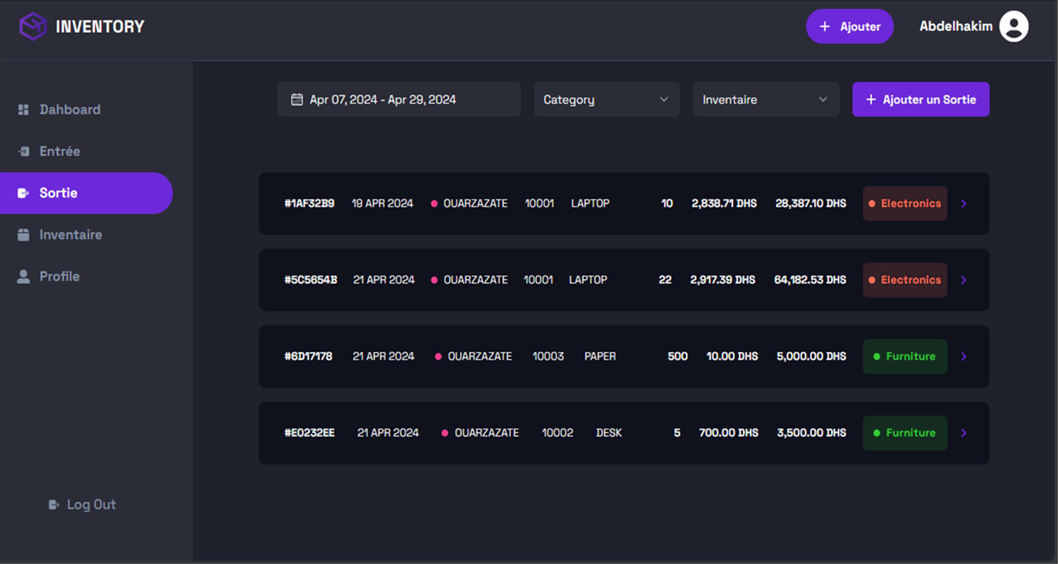 INVENTORY
+ Ajouter
Abdelhakim
Dahboard
Entrée
Sortie
Inventaire
Profile
Log Out
Apr 07, 2024 - Apr 29, 2024
Category
Inventaire
+ Ajouter un Sortie
#1AF32B9 19 APR 2024 OUARZAZATE 10001 LAPTOP 10 2,838.71 DHS 28,387.10 DHS Electronics
#5C5654B 21 APR 2024 OUARZAZATE 10001 LAPTOP 22 2,917.39 DHS 64,182.53 DHS Electronics
#6D17178 21 APR 2024 OUARZAZATE 10003 PAPER 500 10.00 DHS 5,000.00 DHS Furniture
#E0232EE 21 APR 2024 OUARZAZATE 10002 DESK 5 700.00 DHS 3,500.00 DHS Furniture